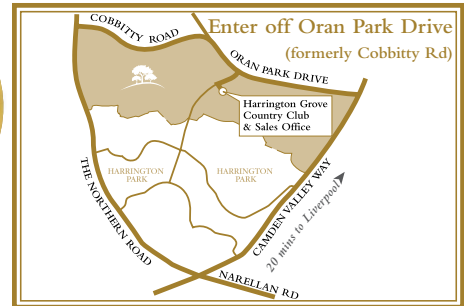 Enter off Oran Park Drive
(formerly Cobbitty Rd)
COBBITTY ROAD
ORAN PARK DRIVE
Harrington Grove
Country Club
& Sales Office
HARRINGTON
PARK
HARRINGTON
PARK
THE NORTHERN ROAD
CAMDEN VALLEY WAY
20 mins to Liverpool
NARELLAN RD